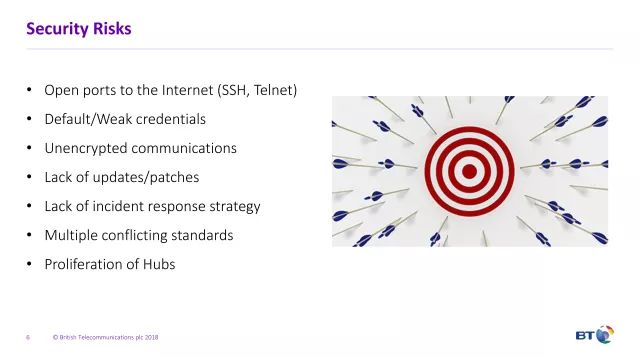 Security Risks
• Open ports to the Internet (SSH, Telnet)
• Default/Weak credentials
• Unencrypted communications
• Lack of updates/patches
• Lack of incident response strategy
• Multiple conflicting standards
• Proliferation of Hubs
6 © British Telecommunications plc 2018
BT